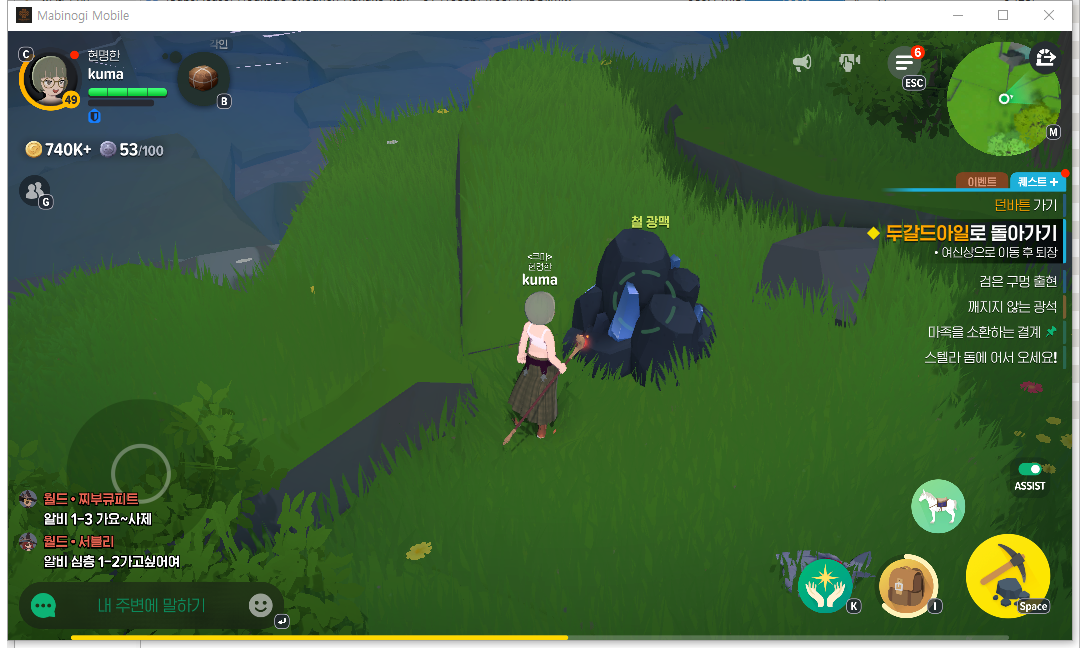 Mabinogi Mobile
C
현명한
kuma
49
각인
B
740K+
53/100
G
6
ESC
M
이벤트
퀘스트 +
던바튼 가기
두갈드아일로 돌아가기
• 여신상으로 이동 후 퇴장
검은 구멍 출현
깨지지 않는 광석
마족을 소환하는 결계
스텔라 돔에 어서 오세요!
철 광맥
현명한
kuma
ASSIST
월드 • 찌부큐피트
알비 1-3 가요~사제
월드 • 서블리
알비 심층 1-2가고싶어여
내 주변에 말하기
K
I
Space